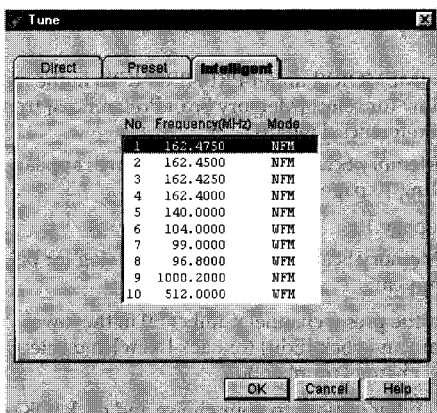 Tune
Direct Preset Intelligent
No. Frequency(MHz) Mode
1 162.4750 NFM
2 162.4500 NFM
3 162.4250 NFM
4 162.4000 NFM
5 140.0000 NFM
6 104.0000 WFM
7 99.0000 WFM
8 96.8000 WFM
9 1000.2000 NFM
10 512.0000 WFM
OK Cancel Help